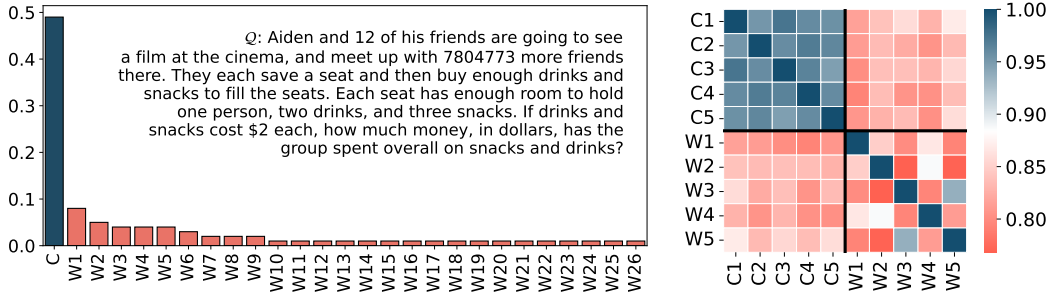 0.5
0.4
0.3
0.2
0.1
0.0
𝒬: Aiden and 12 of his friends are going to see
a film at the cinema, and meet up with 7804773 more friends
there. They each save a seat and then buy enough drinks and
snacks to fill the seats. Each seat has enough room to hold
one person, two drinks, and three snacks. If drinks and
snacks cost $2 each, how much money, in dollars, has the
group spent overall on snacks and drinks?
C
W1
W2
W3
W4
W5
W6
W7
W8
W9
W10
W11
W12
W13
W14
W15
W16
W17
W18
W19
W20
W21
W22
W23
W24
W25
W26
C1
C2
C3
C4
C5
W1
W2
W3
W4
W5
C1
C2
C3
C4
C5
W1
W2
W3
W4
W5
1.00
0.95
0.90
0.85
0.80